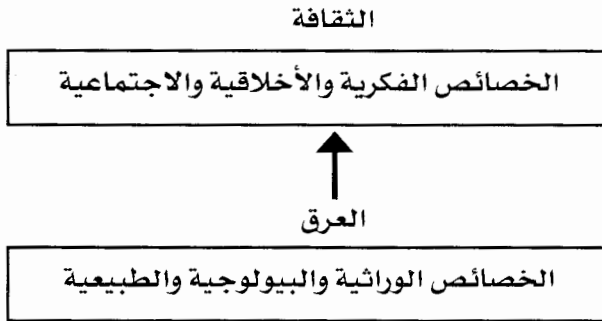 الثقافة
الخصائص الفكرية والأخلاقية والاجتماعية
العرق
الخصائص الوراثية والبيولوجية والطبيعية